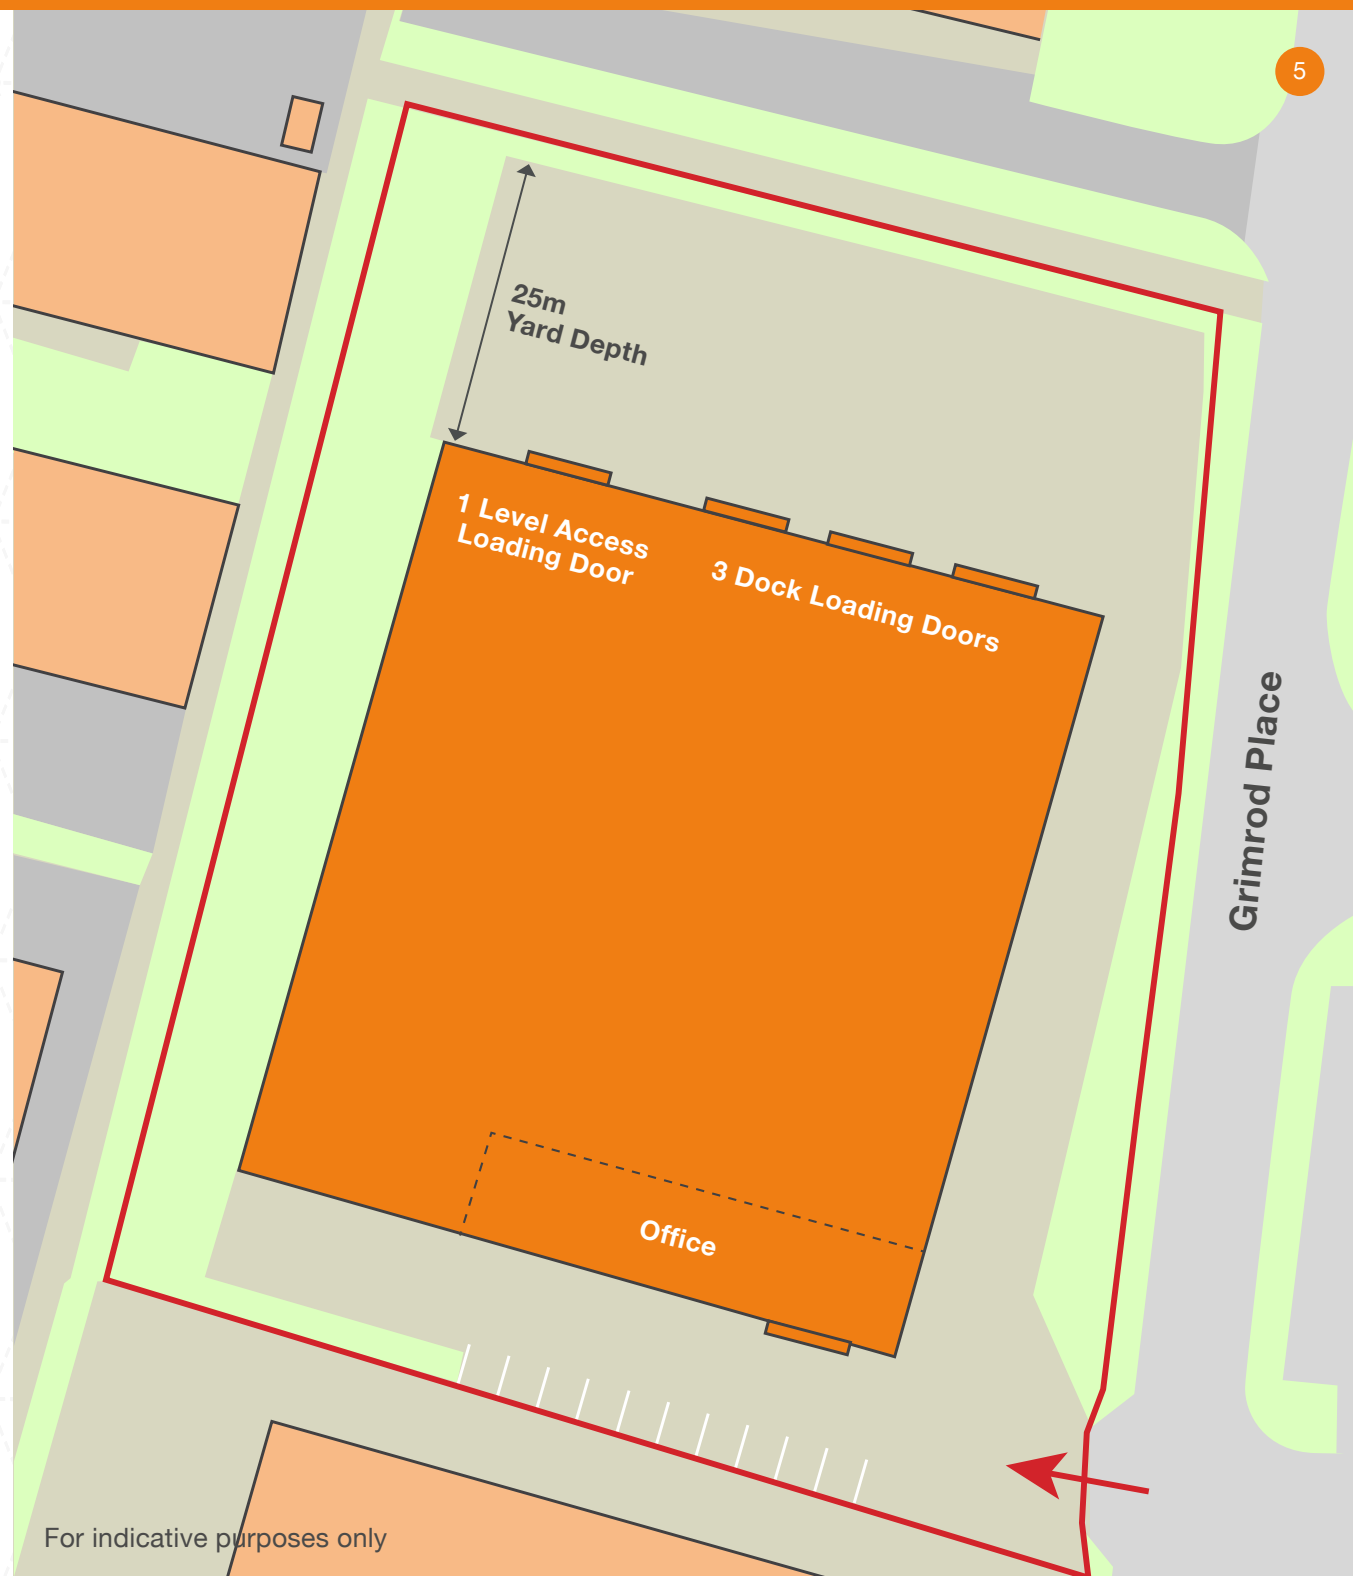 5
25m
Yard Depth
1 Level Access
Loading Door
3 Dock Loading Doors
Grimrod Place
Office
For indicative purposes only